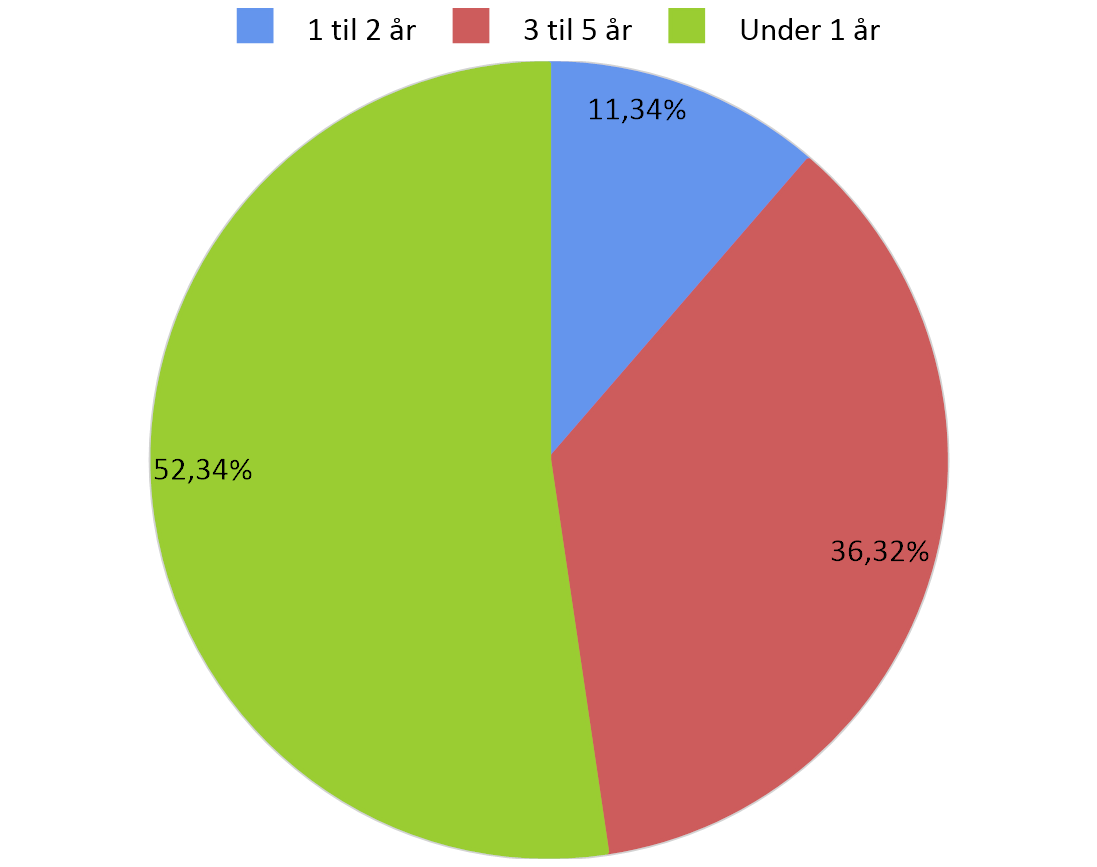 1 til 2 år 3 til 5 år Under 1 år
11,34%
52,34%
36,32%